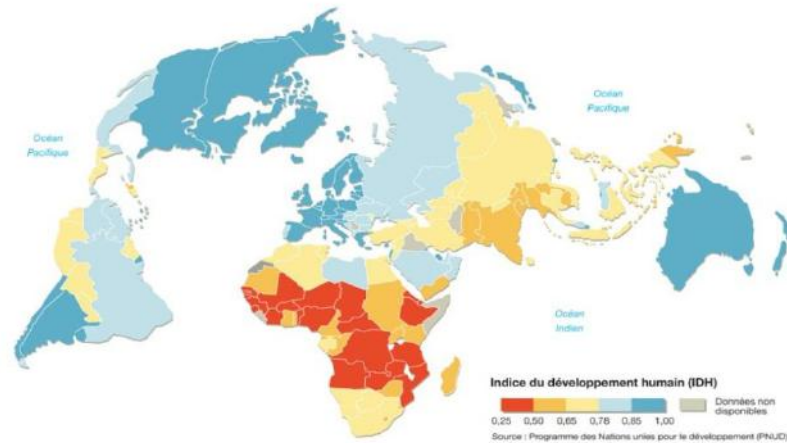 Océan
Pacifique
Océan
Pacifique
Océan
Indien
Indice du développement humain (IDH)
Données non
disponibles
0,25 0,50 0,65 0,78 0,85 1,00
Source : Programme des Nations unies pour le développement (PNUD)